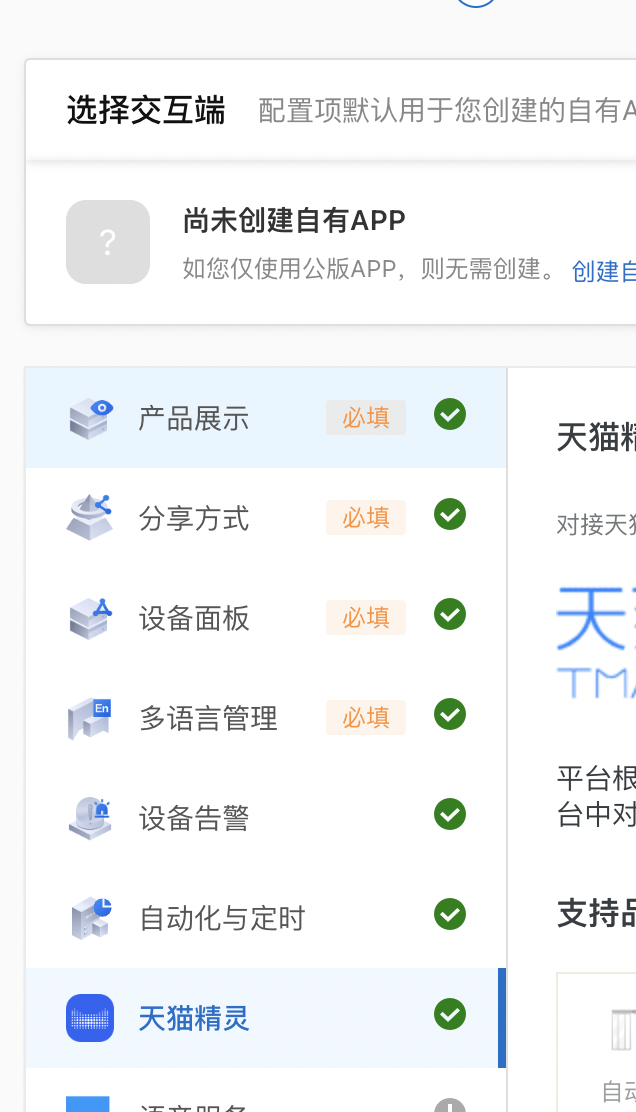 选择交互端 配置项默认用于您创建的自有A
?
尚未创建自有APP
如您仅使用公版APP，则无需创建。 创建自
产品展示 必填
分享方式 必填
设备面板 必填
En
多语言管理 必填
设备告警
自动化与定时
天猫精灵
天猫精
对接天猫
天
TMA
平台根
台中对
支持品
自动